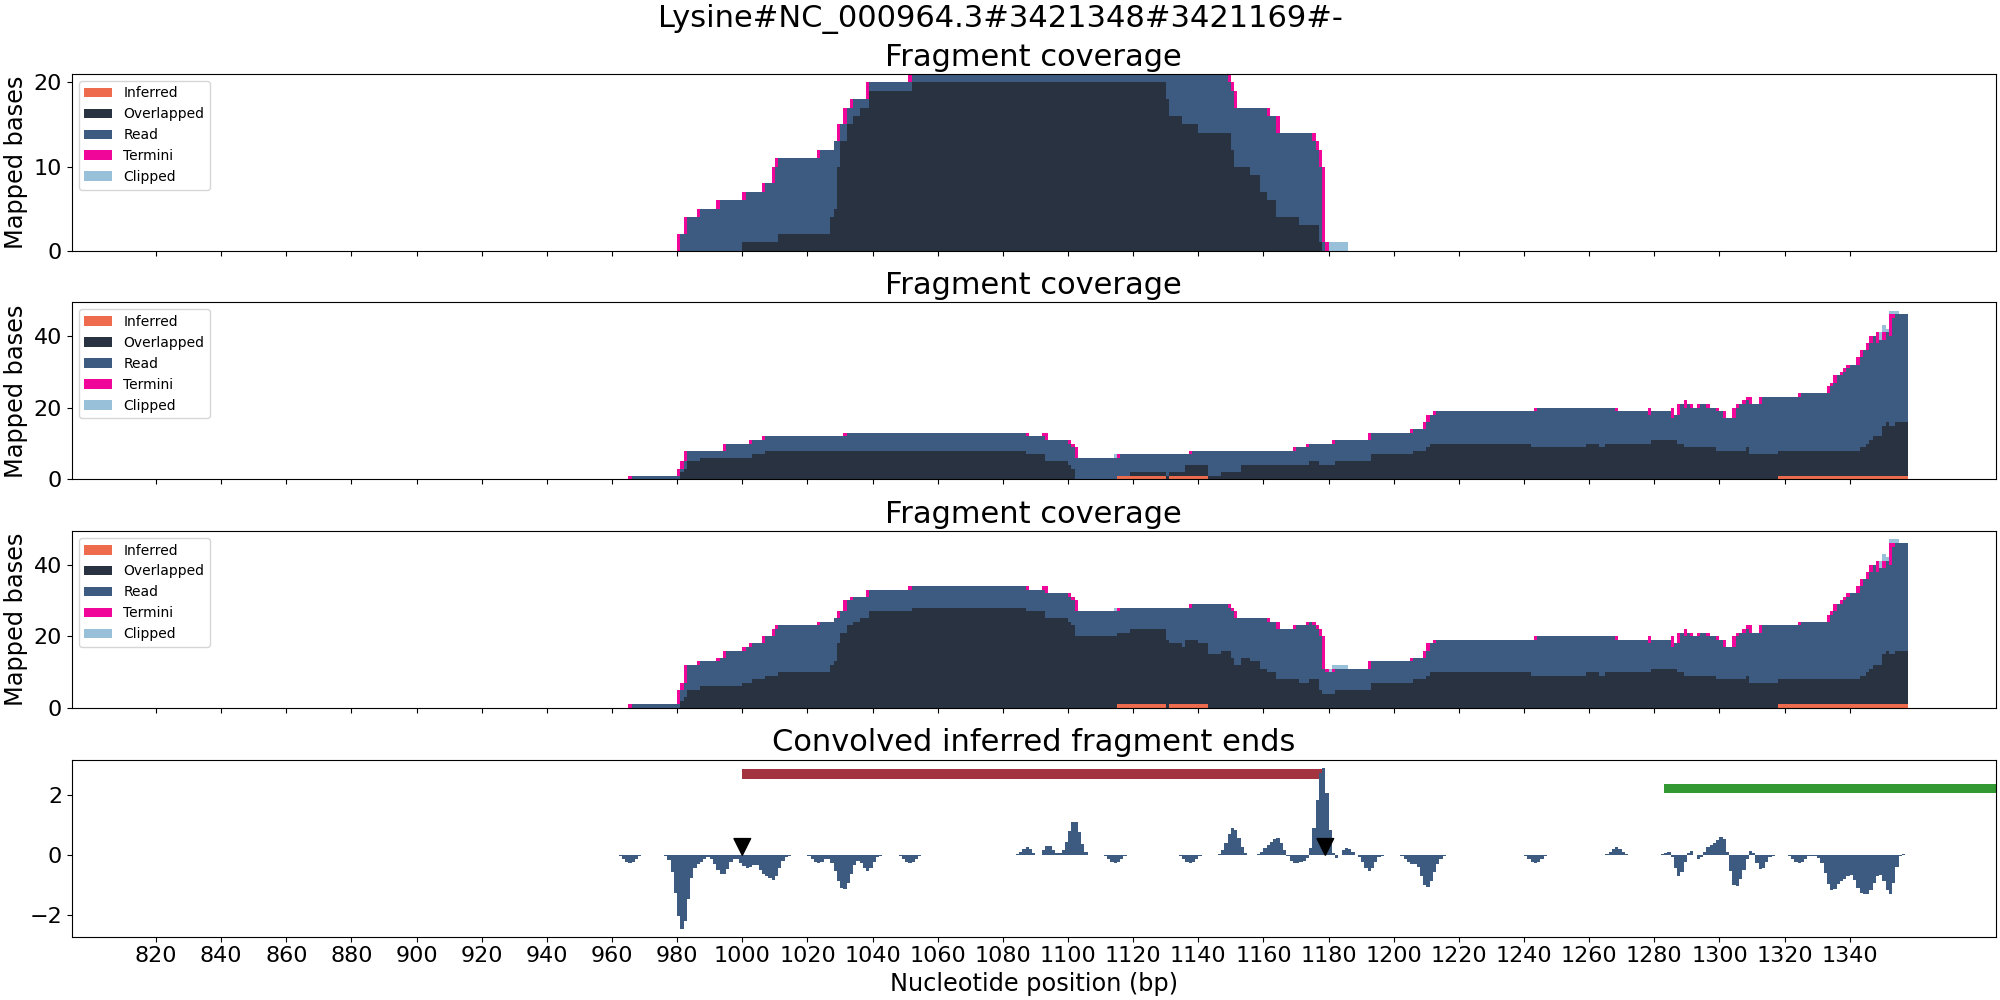 Lysine#NC_000964.3#3421348#3421169#-
Fragment coverage
Mapped bases
20
10
0
Inferred
Overlapped
Read
Termini
Clipped
Fragment coverage
Mapped bases
40
20
0
Inferred
Overlapped
Read
Termini
Clipped
Fragment coverage
Mapped bases
40
20
0
Inferred
Overlapped
Read
Termini
Clipped
Convolved inferred fragment ends
2
0
−2
820 840 860 880 900 920 940 960 980 1000 1020 1040 1060 1080 1100 1120 1140 1160 1180 1200 1220 1240 1260 1280 1300 1320 1340
Nucleotide position (bp)